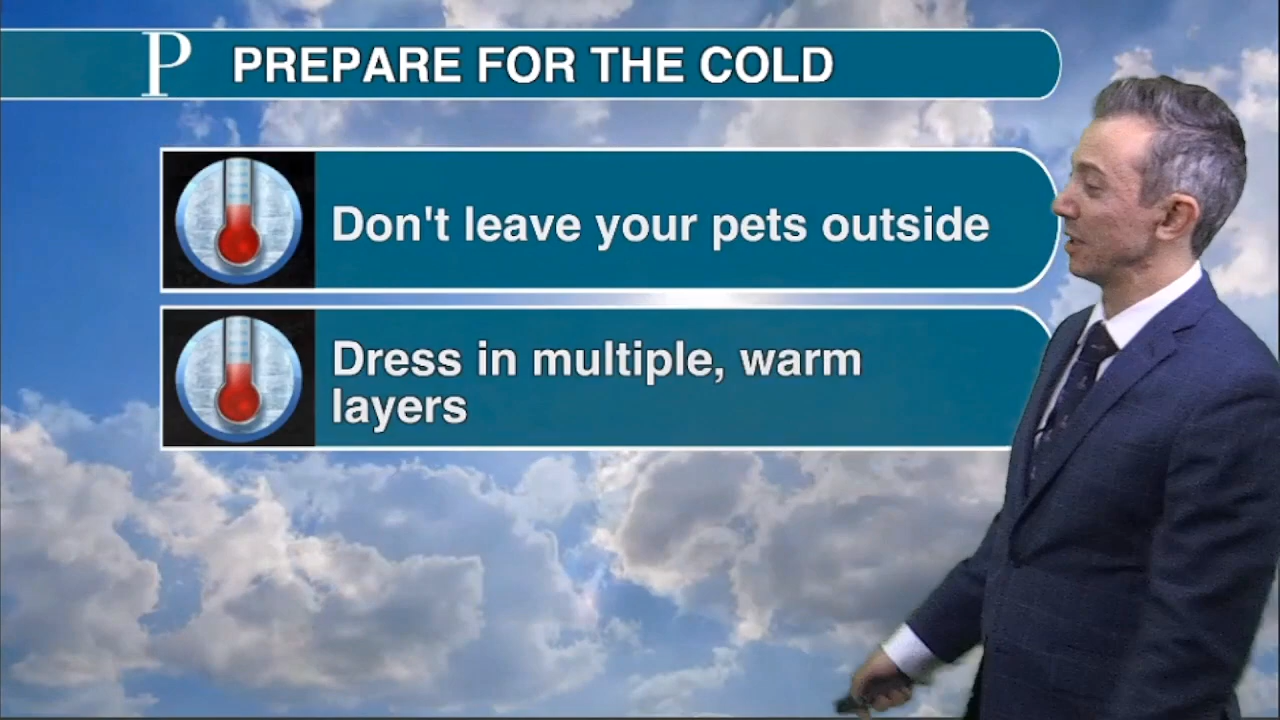 P PREPARE FOR THE COLD
Don't leave your pets outside
Dress in multiple, warm
layers